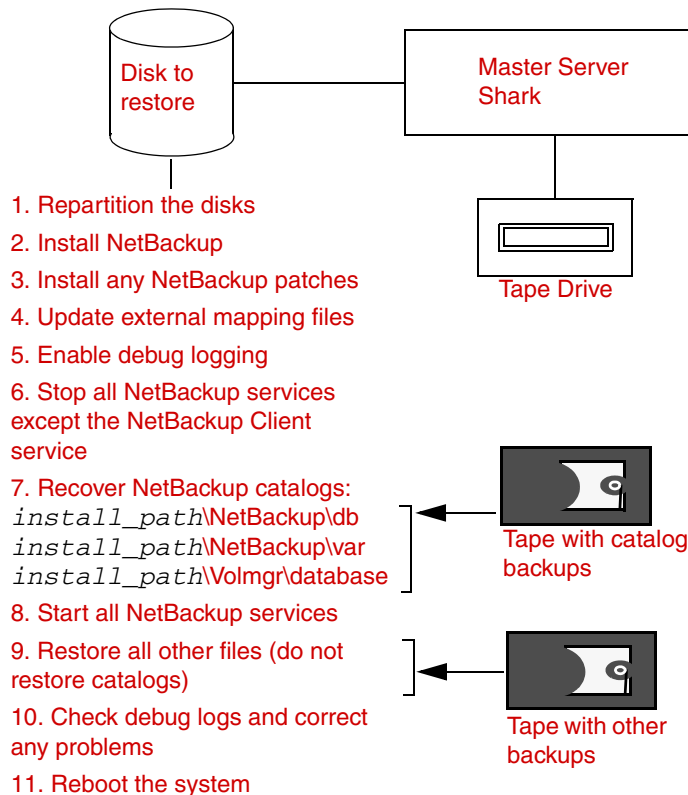 Disk to
restore
Master Server
Shark
Tape Drive
1. Repartition the disks
2. Install NetBackup
3. Install any NetBackup patches
4. Update external mapping files
5. Enable debug logging
6. Stop all NetBackup services
except the NetBackup Client
service
7. Recover NetBackup catalogs:
install_path\NetBackup\db
install_path\NetBackup\var
install_path\Volmgr\database
Tape with catalog
backups
8. Start all NetBackup services
9. Restore all other files (do not
restore catalogs)
Tape with other
backups
10. Check debug logs and correct
any problems
11. Reboot the system